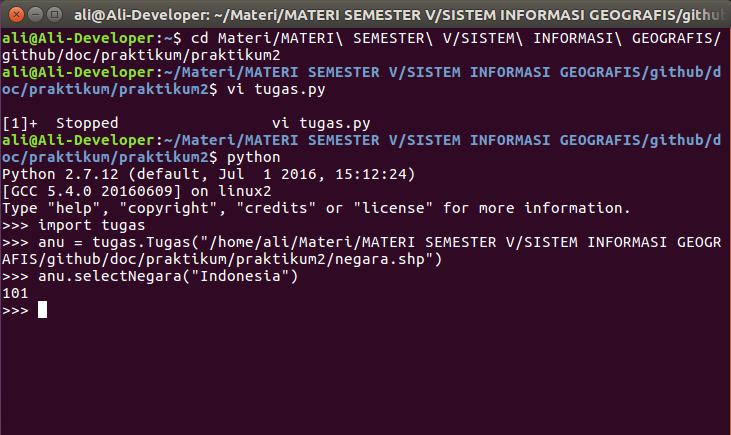 ali@Ali-Developer: ~/Materi/MATERI SEMESTER V/SISTEM INFORMASI GEOGRAFIS/github
ali@Ali-Developer:~$ cd Materi/MATERI\ SEMESTER\ V/SISTEM\ INFORMASI\ GEOGRAFIS/
github/doc/praktikum/praktikum2
ali@Ali-Developer:~/Materi/MATERI SEMESTER V/SISTEM INFORMASI GEOGRAFIS/github/d
oc/praktikum/praktikum2$ vi tugas.py
[1]+  Stopped                 vi tugas.py
ali@Ali-Developer:~/Materi/MATERI SEMESTER V/SISTEM INFORMASI GEOGRAFIS/github/d
oc/praktikum/praktikum2$ python
Python 2.7.12 (default, Jul  1 2016, 15:12:24)
[GCC 5.4.0 20160609] on linux2
Type "help", "copyright", "credits" or "license" for more information.
>>> import tugas
>>> anu = tugas.Tugas("/home/ali/Materi/MATERI SEMESTER V/SISTEM INFORMASI GEOGR
AFIS/github/doc/praktikum/praktikum2/negara.shp")
>>> anu.selectNegara("Indonesia")
101
>>>